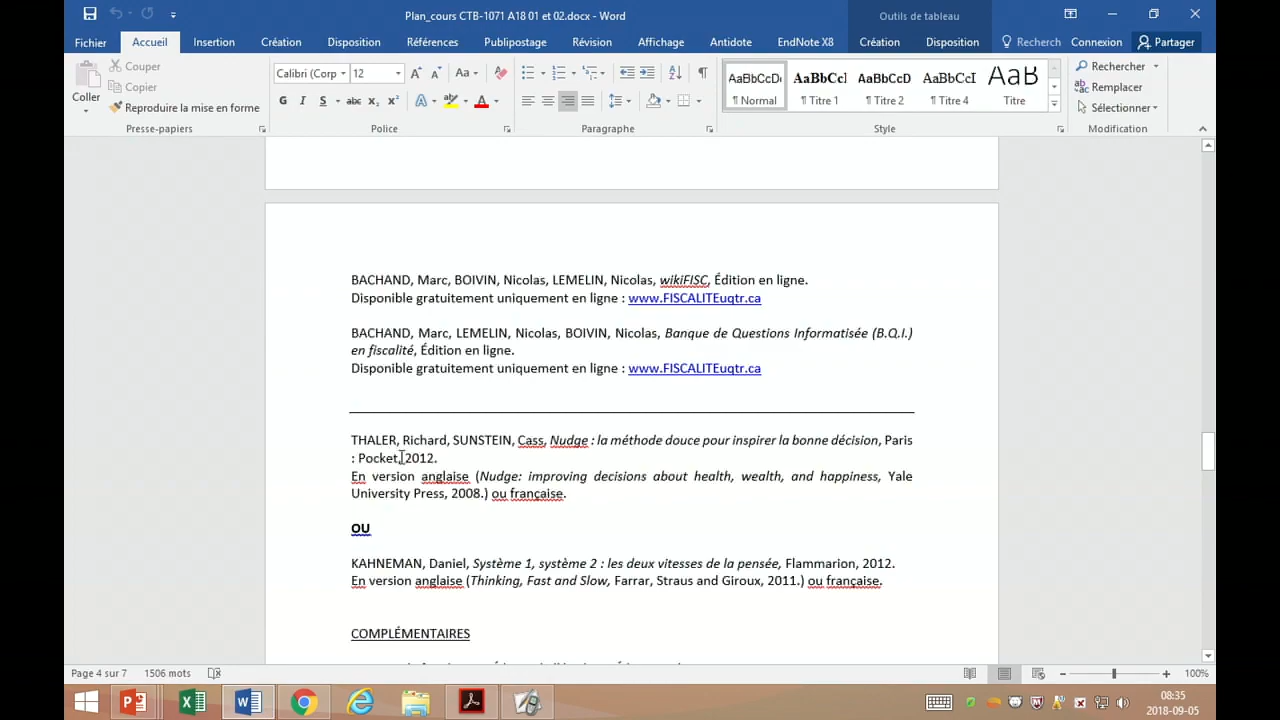 Plan_cours CTB-1071 A18 01 et 02.docx - Word
Outils de tableau
Fichier Accueil Insertion Création Disposition Références Publipostage Révision Affichage Antidote EndNote X8 Création Disposition Recherch Connexion Partager
Coller
Couper
Copier
Reproduire la mise en forme
Presse-papiers
Calibri (Corp 12
Police
Paragraphe
AaBbCcDı AaBbCcI AaBbCcD AaBbCcI AaB
¶ Normal ¶ Titre 1 ¶ Titre 2 ¶ Titre 4 Titre
Style
Rechercher
Remplacer
Sélectionner
Modification
BACHAND, Marc, BOIVIN, Nicolas, LEMELIN, Nicolas, wikiFISC, Édition en ligne.
Disponible gratuitement uniquement en ligne : www.FISCALITEuqtr.ca
BACHAND, Marc, LEMELIN, Nicolas, BOIVIN, Nicolas, Banque de Questions Informatisée (B.Q.I.)
en fiscalité, Édition en ligne.
Disponible gratuitement uniquement en ligne : www.FISCALITEuqtr.ca
THALER, Richard, SUNSTEIN, Cass, Nudge : la méthode douce pour inspirer la bonne décision, Paris
: Pocket, 2012.
En version anglaise (Nudge: improving decisions about health, wealth, and happiness, Yale
University Press, 2008.) ou française.
OU
KAHNEMAN, Daniel, Système 1, système 2 : les deux vitesses de la pensée, Flammarion, 2012.
En version anglaise (Thinking, Fast and Slow, Farrar, Straus and Giroux, 2011.) ou française.
COMPLÉMENTAIRES
Page 4 sur 7 1506 mots 100%
08:35
2018-09-05